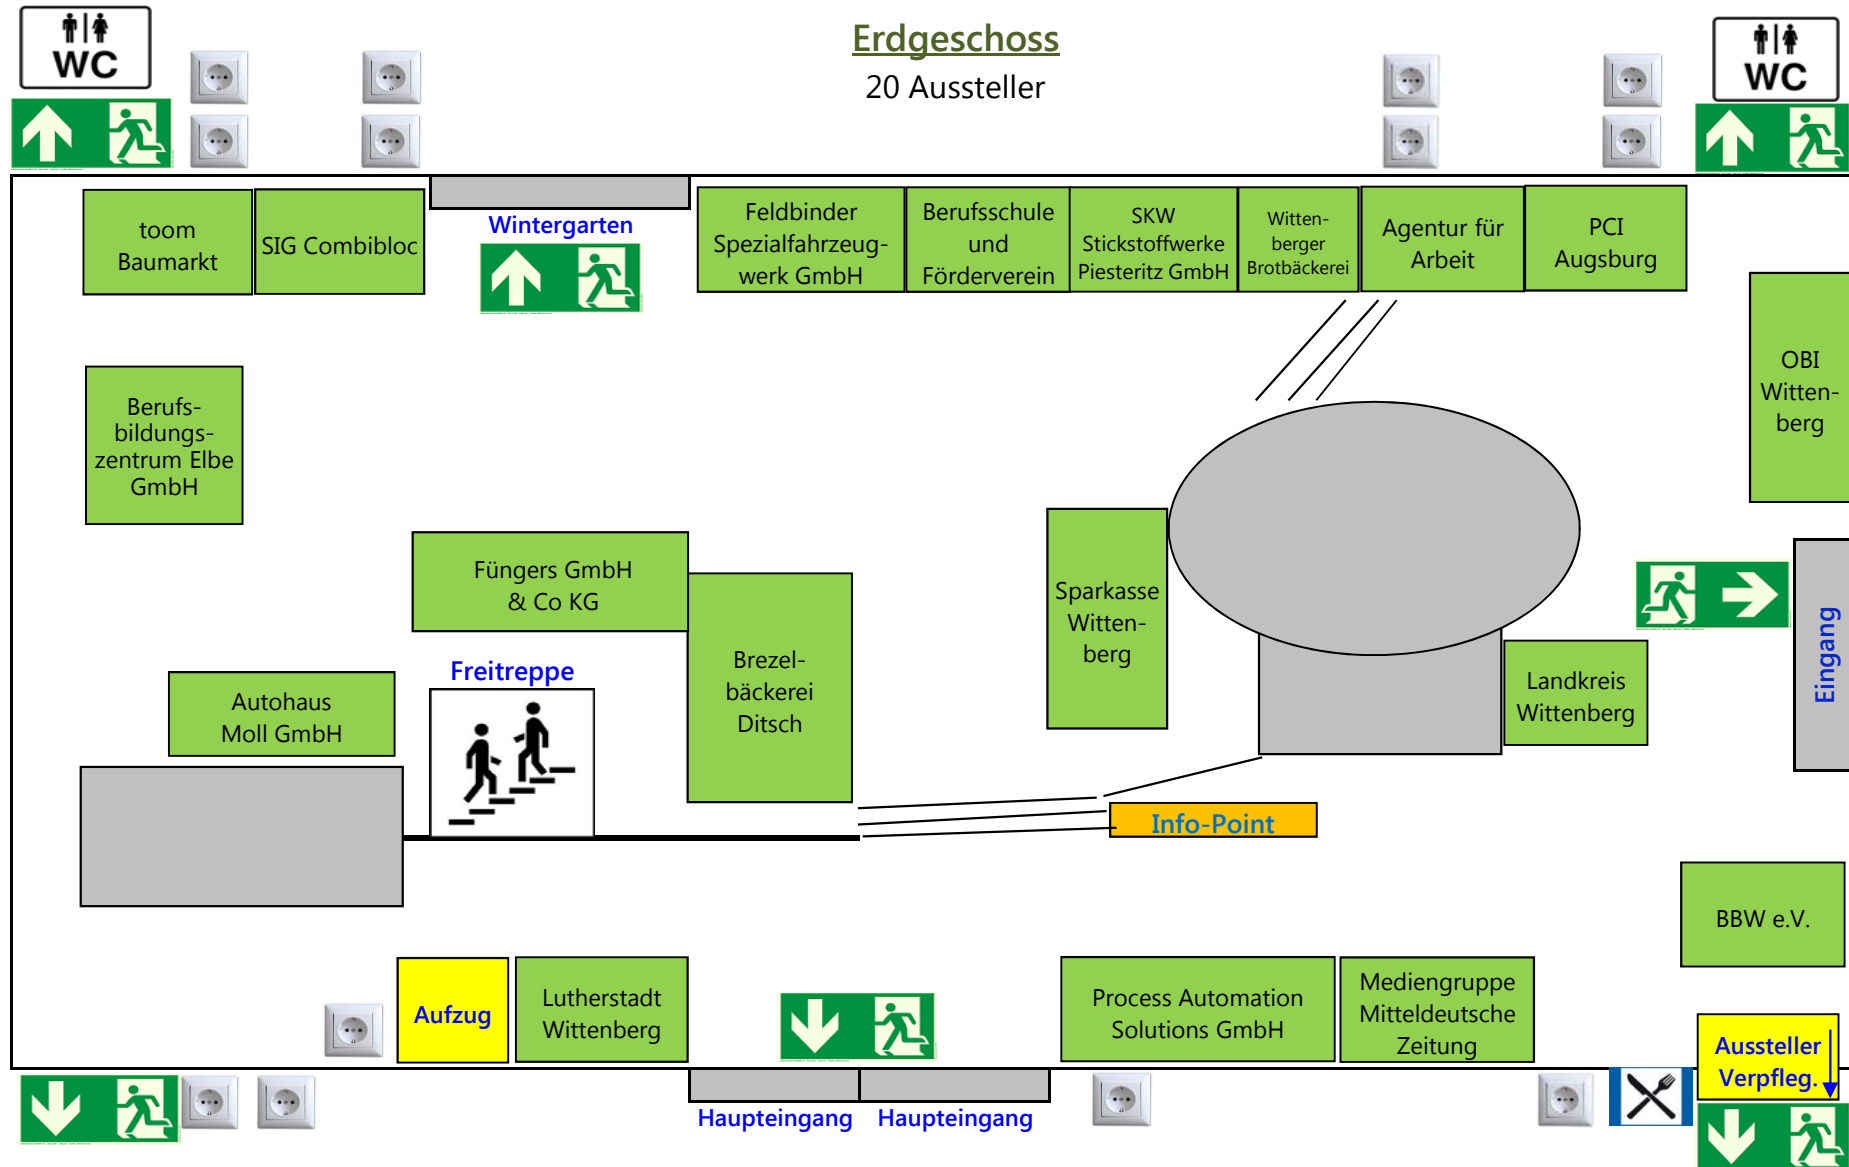 WC
Erdgeschoss
20 Aussteller
WC
toom
Baumarkt
SIG Combibloc
Wintergarten
Feldbinder
Spezialfahrzeug-
werk GmbH
Berufsschule
und
Förderverein
SKW
Stickstoffwerke
Piesteritz GmbH
Witten-
berger
Brotbäckerei
Agentur für
Arbeit
PCI
Augsburg
OBI
Witten-
berg
Berufs-
bildungs-
zentrum Elbe
GmbH
Füngers GmbH
& Co KG
Brezel-
bäckerei
Ditsch
Sparkasse
Witten-
berg
Landkreis
Wittenberg
Eingang
Freitreppe
Autohaus
Moll GmbH
Info-Point
BBW e.V.
Aufzug
Lutherstadt
Wittenberg
Process Automation
Solutions GmbH
Mediengruppe
Mitteldeutsche
Zeitung
Aussteller
Verpfleg.
Haupteingang
Haupteingang